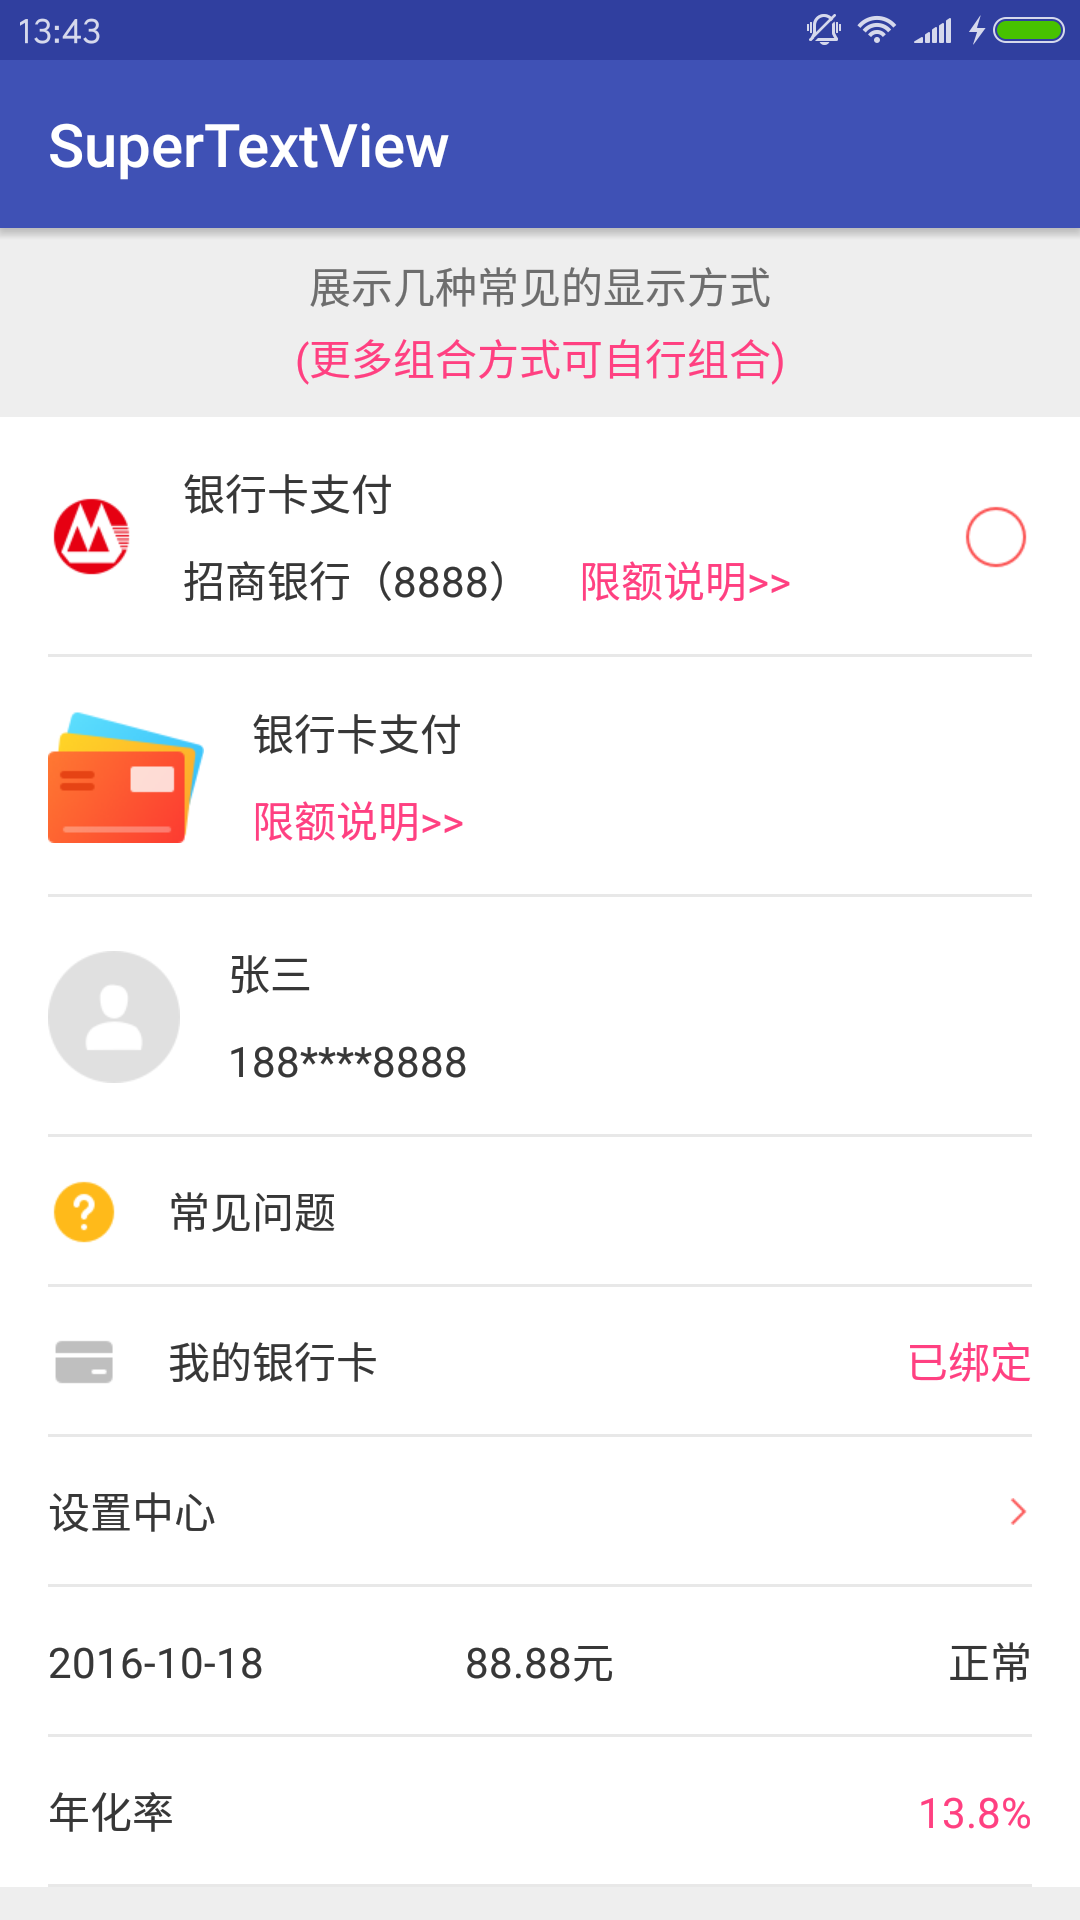 13:43
SuperTextView
展示几种常见的显示方式
(更多组合方式可自行组合)
银行卡支付
招商银行（8888） 限额说明>>
银行卡支付
限额说明>>
张三
188****8888
常见问题
我的银行卡 已绑定
设置中心
2016-10-18 88.88元 正常
年化率 13.8%